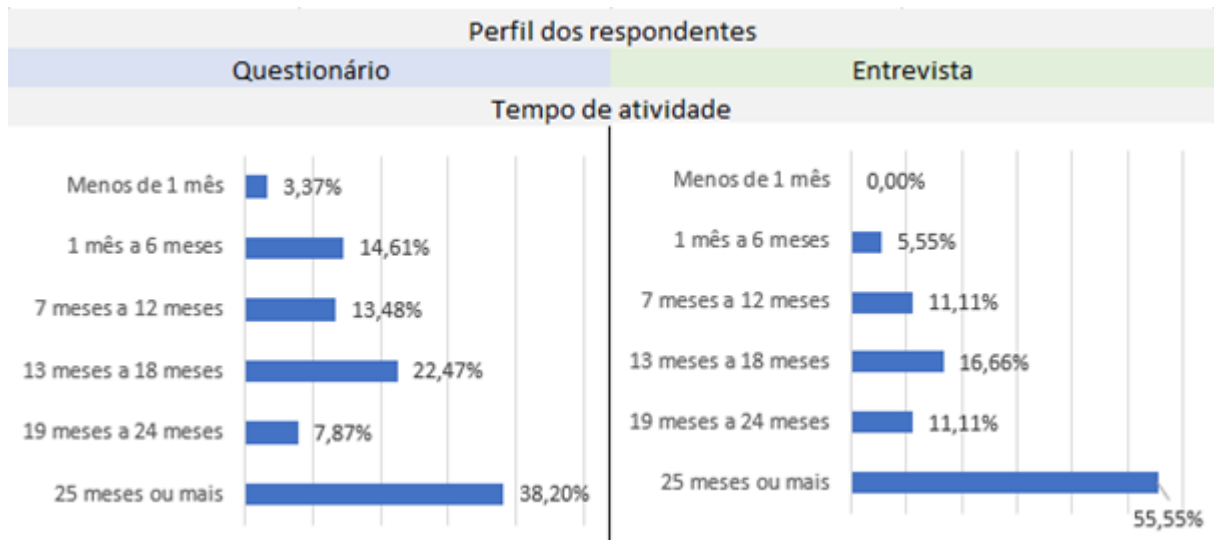 Perfil dos respondentes
Questionário
Entrevista
Tempo de atividade
Menos de 1 mês 3,37%
1 mês a 6 meses 14,61%
7 meses a 12 meses 13,48%
13 meses a 18 meses 22,47%
19 meses a 24 meses 7,87%
25 meses ou mais 38,20%
Menos de 1 mês 0,00%
1 mês a 6 meses 5,55%
7 meses a 12 meses 11,11%
13 meses a 18 meses 16,66%
19 meses a 24 meses 11,11%
25 meses ou mais
55,55%